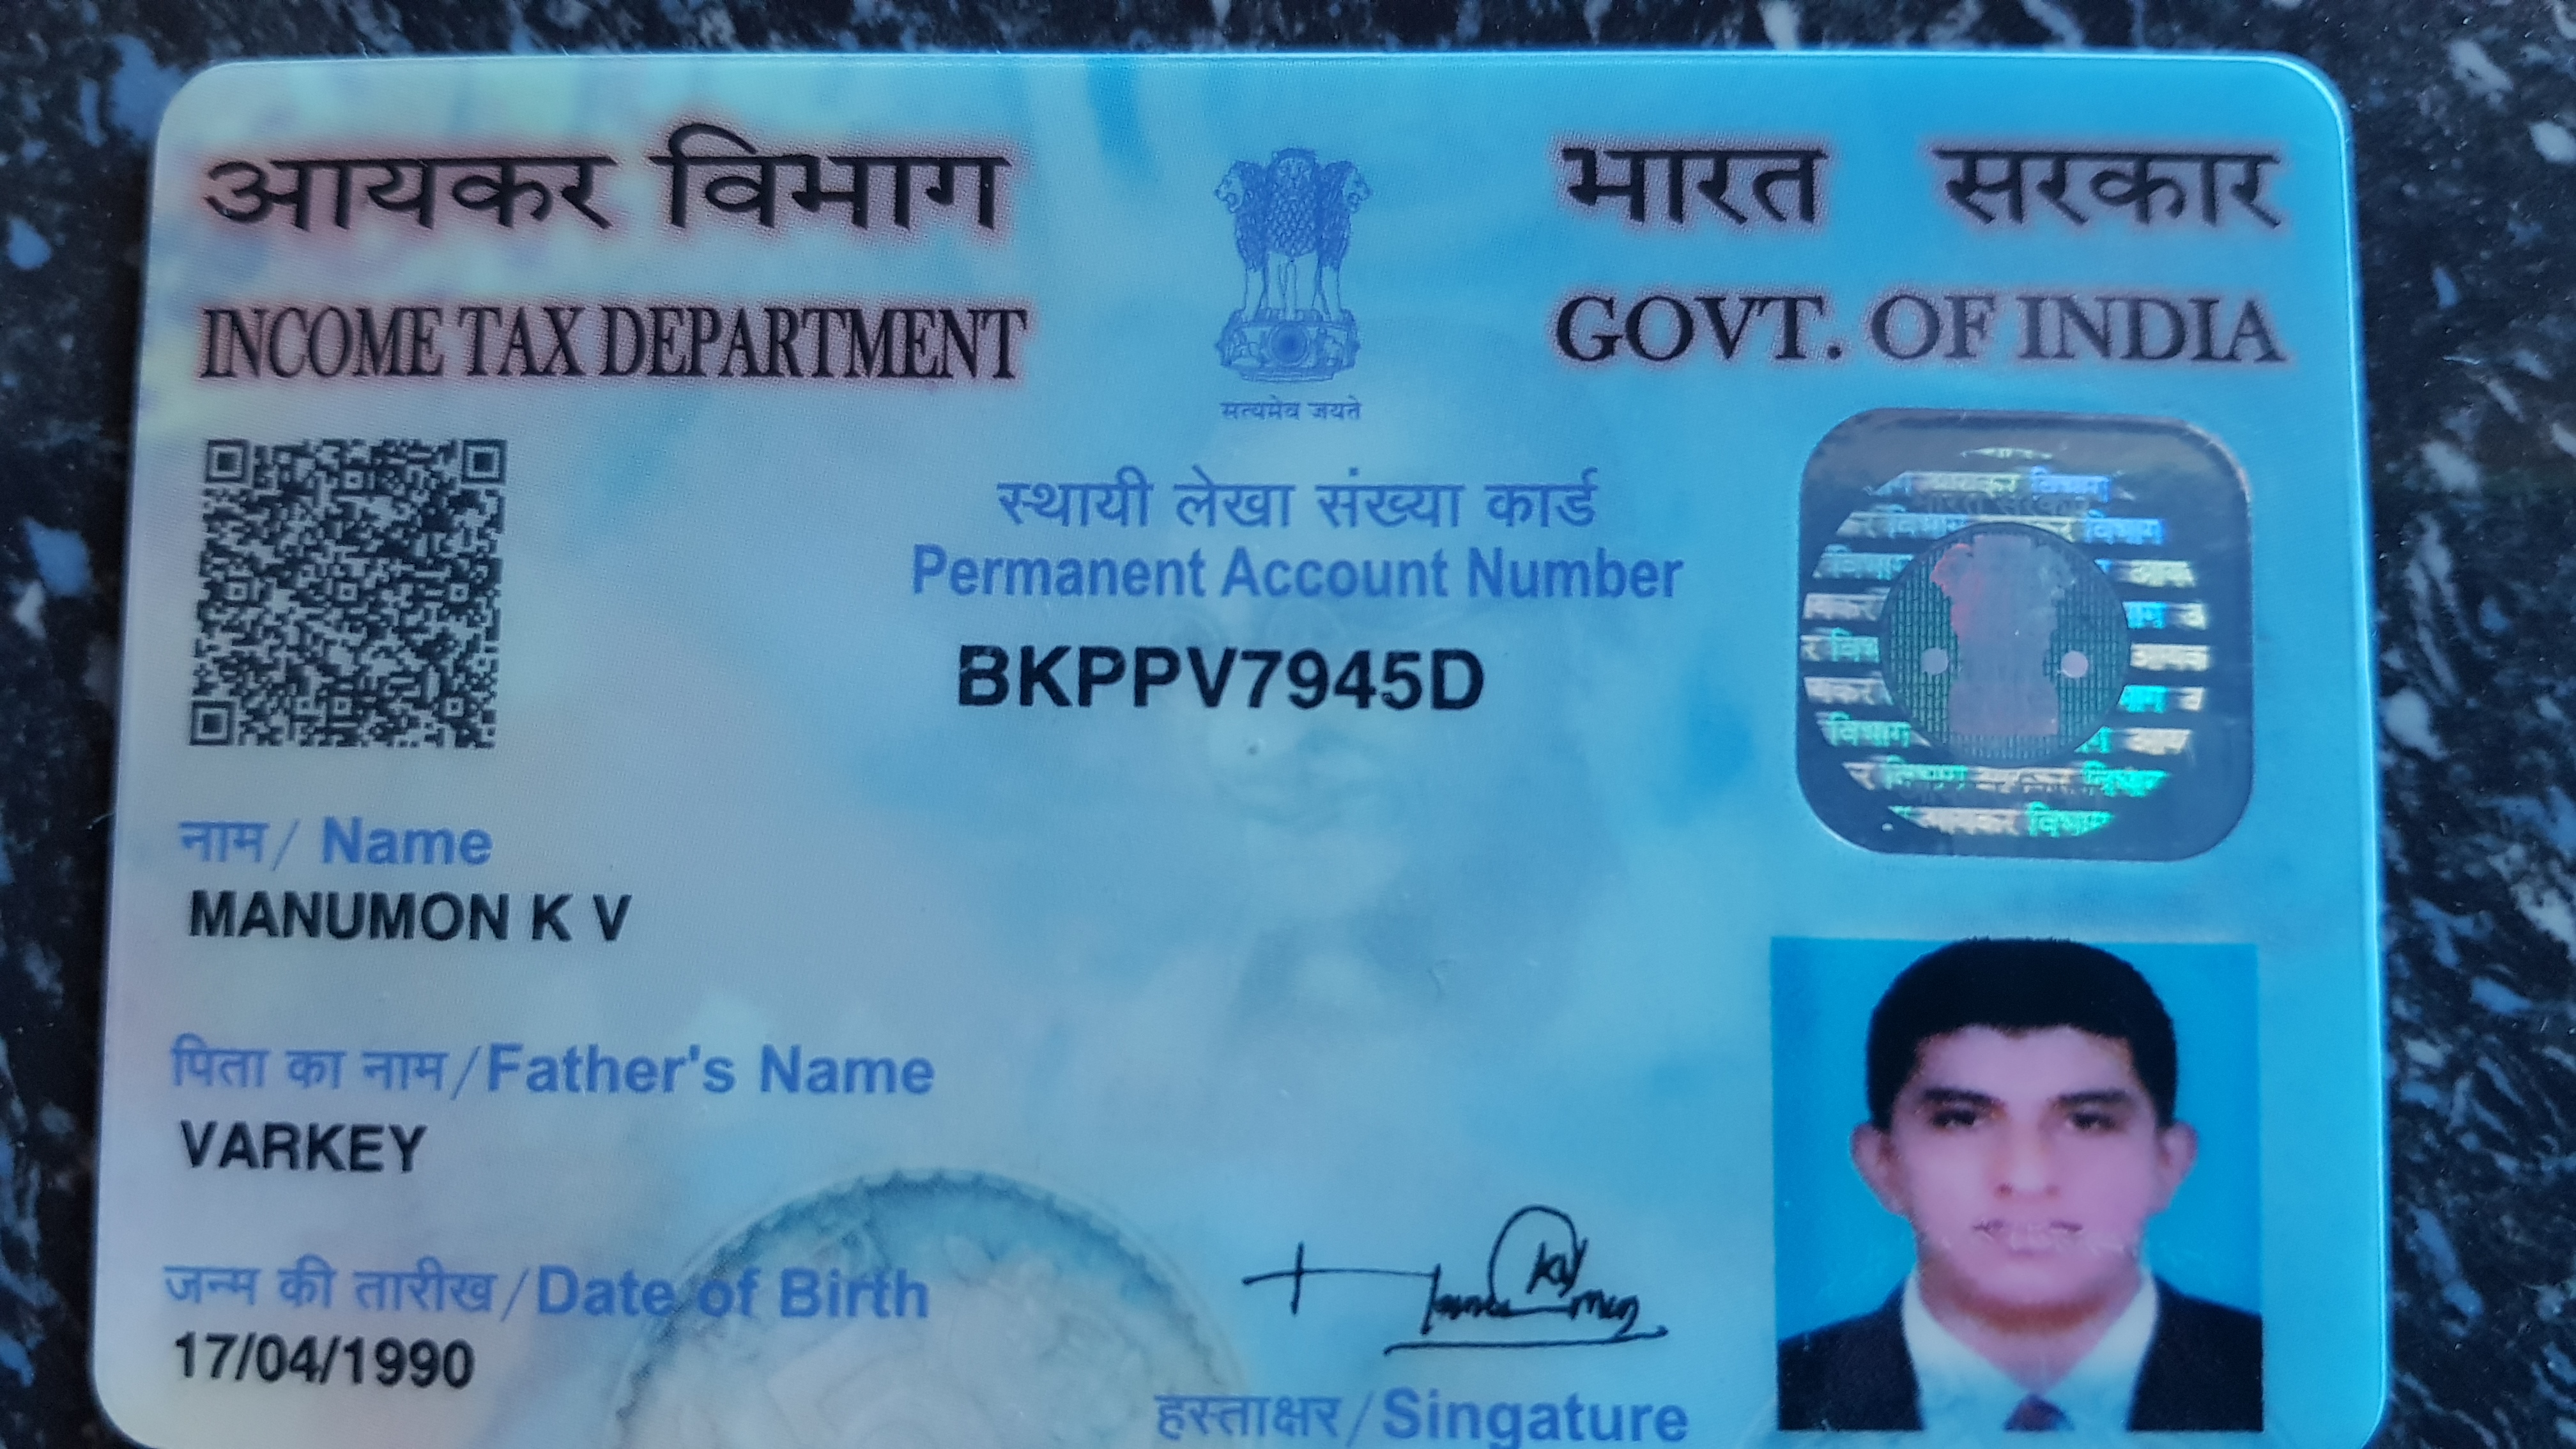 आयकर विभाग
INCOME TAX DEPARTMENT
सत्यमेव जयते
भारत सरकार
GOVT. OF INDIA
स्थायी लेखा संख्या कार्ड
Permanent Account Number
BKPPV7945D
नाम / Name
MANUMON K V
पिता का नाम / Father's Name
VARKEY
जन्म की तारीख / Date of Birth
17/04/1990
हस्ताक्षर / Singature